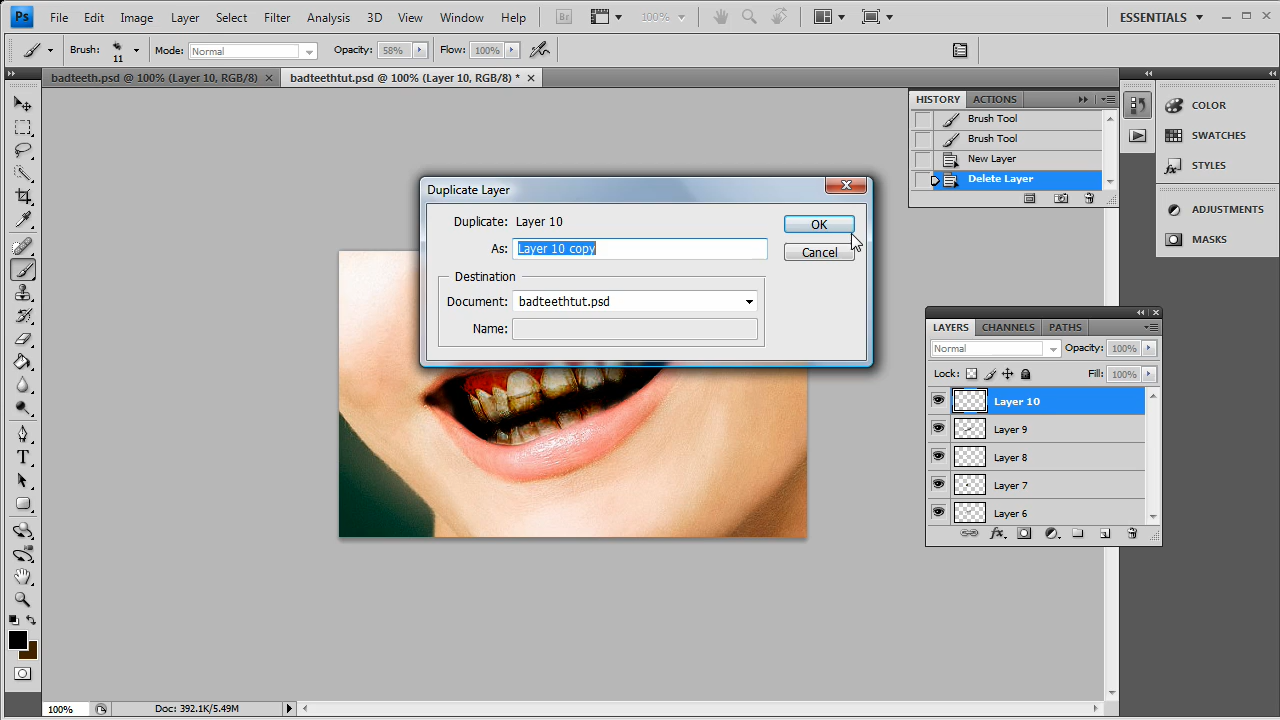 Ps File Edit Image Layer Select Filter Analysis 3D View Window Help Br 100% ESSENTIALS
Brush: 11 Mode: Normal Opacity: 58% Flow: 100%
badteeth.psd @ 100% (Layer 10, RGB/8) badteethtut.psd @ 100% (Layer 10, RGB/8) *
HISTORY ACTIONS
Brush Tool
Brush Tool
New Layer
Delete Layer
COLOR
SWATCHES
STYLES
ADJUSTMENTS
MASKS
Duplicate Layer
Duplicate: Layer 10
As: Layer 10 copy
OK
Cancel
Destination
Document: badteethtut.psd
Name:
LAYERS CHANNELS PATHS
Normal Opacity: 100%
Lock: Fill: 100%
Layer 10
Layer 9
Layer 8
Layer 7
Layer 6
T
fx
100% Doc: 392.1K/5.49M